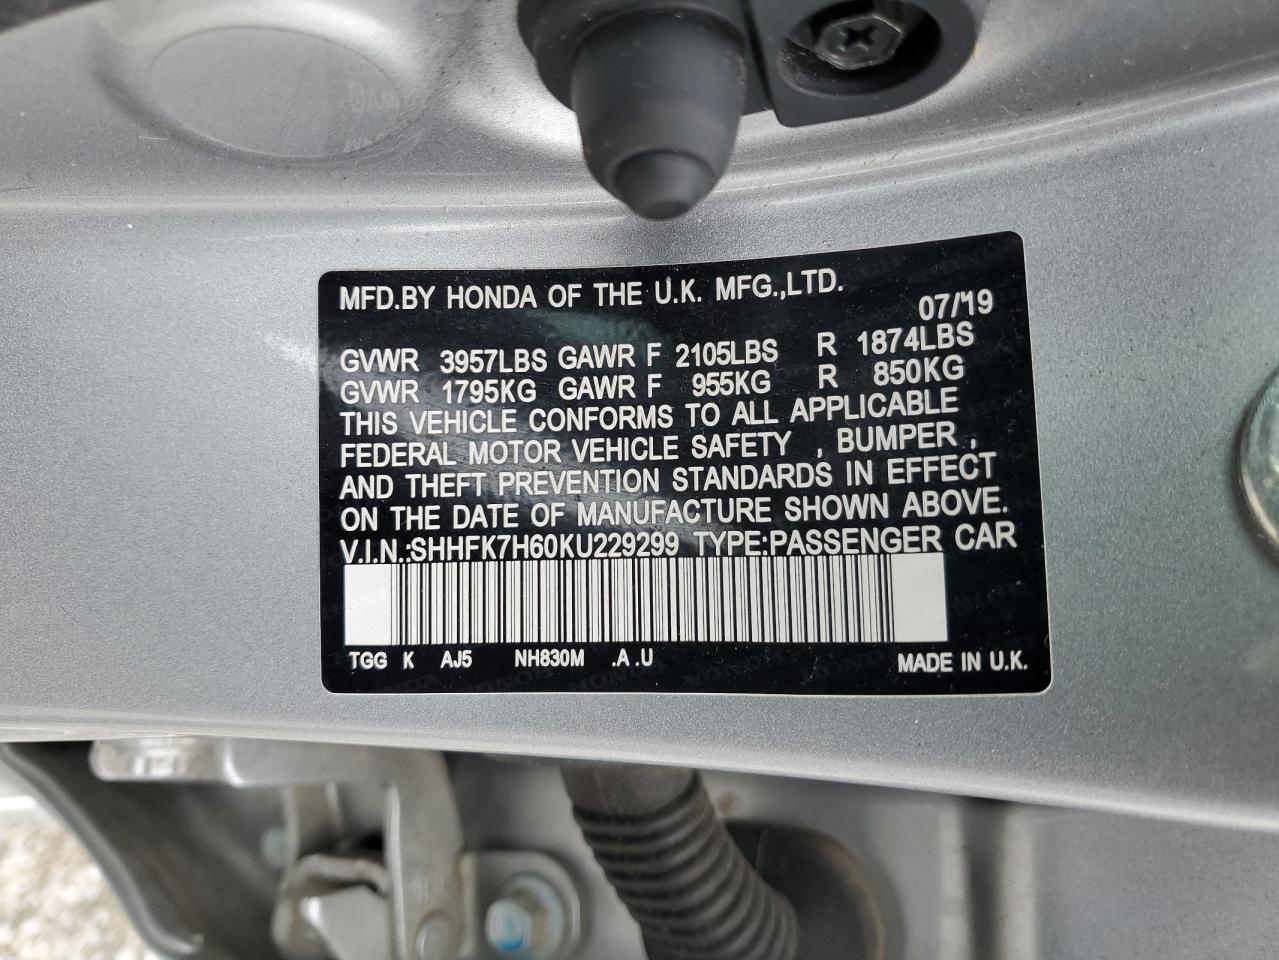 MFD.BY HONDA OF THE U.K. MFG.,LTD.
07/'19
GVWR 3957LBS GAWR F 2105LBS R 1874LBS
GVWR 1795KG GAWR F 955KG R 850KG
THIS VEHICLE CONFORMS TO ALL APPLICABLE
FEDERAL MOTOR VEHICLE SAFETY , BUMPER ,
AND THEFT PREVENTION STANDARDS IN EFFECT
ON THE DATE OF MANUFACTURE SHOWN ABOVE.
V.I.N.:SHHFK7H60KU229299 TYPE:PASSENGER CAR
TGG K AJ5 NH830M .A .U MADE IN U.K.